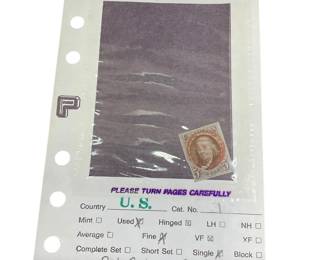 P
5
PLEASE TURN PAGES CAREFULLY
Country U. S. Cat. No. 1
Mint Used Hinged LH NH
Average Fine VF XF
Complete Set Short Set Single Block